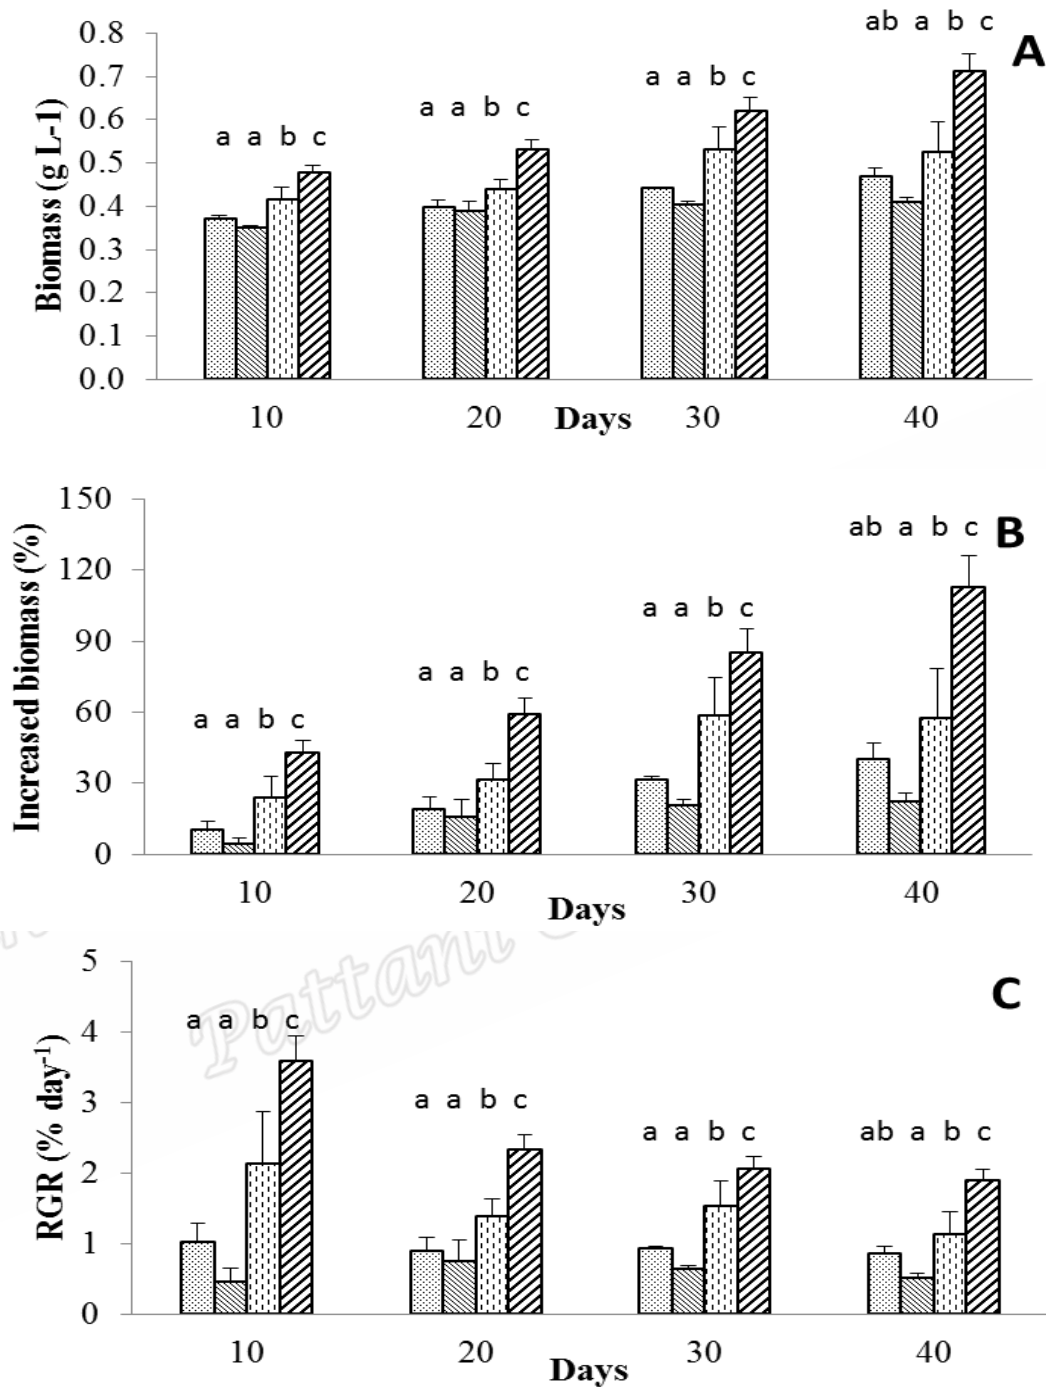 ab a b c
0.8
A
0.7
a a b c
0.6
a a b c
a a b c
0.5
0.4
0.3
0.2
0.1
0.0
Biomass (g L-1)
10 20 Days 30 40
150
ab a b c
B
120
a a b c
90
a a b c
a a b c
60
30
0
Increased biomass (%)
10 20 Days 30 40
Pattani
5
C
a a b c
4
a a b c
3
a a b c
ab a b c
2
1
0
RGR (% day-1)
10 20 Days 30 40